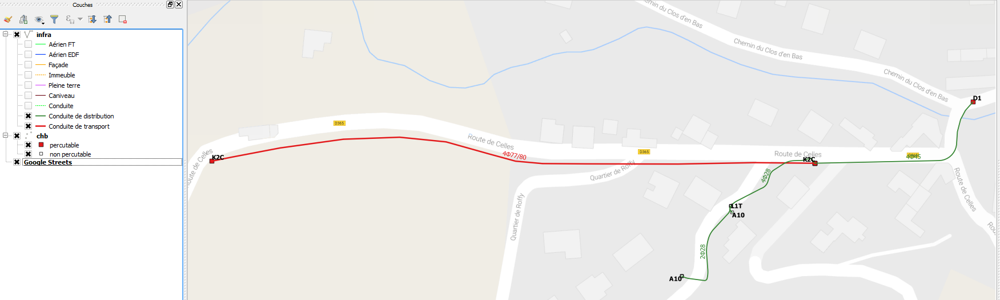 Couches
infra
Aérien FT
Aérien EDF
Façade
Immeuble
Pleine terre
Caniveau
Conduite
Conduite de distribution
Conduite de transport
chb
percutable
non percutable
Google Streets
Chemin du Clos d'en Bas
Chemin du Clos d'en Bas
Chemin du Clos d'en Bas
D1
D365
Route de Celles
Route de Celles
K2C
4Φ77/80
D365
Quartier de Roffy
Route de Celles
K2C
4Φ45
4Φ28
L1T
A10
Quartier de Roffy
2Φ28
A10
Route de Celles